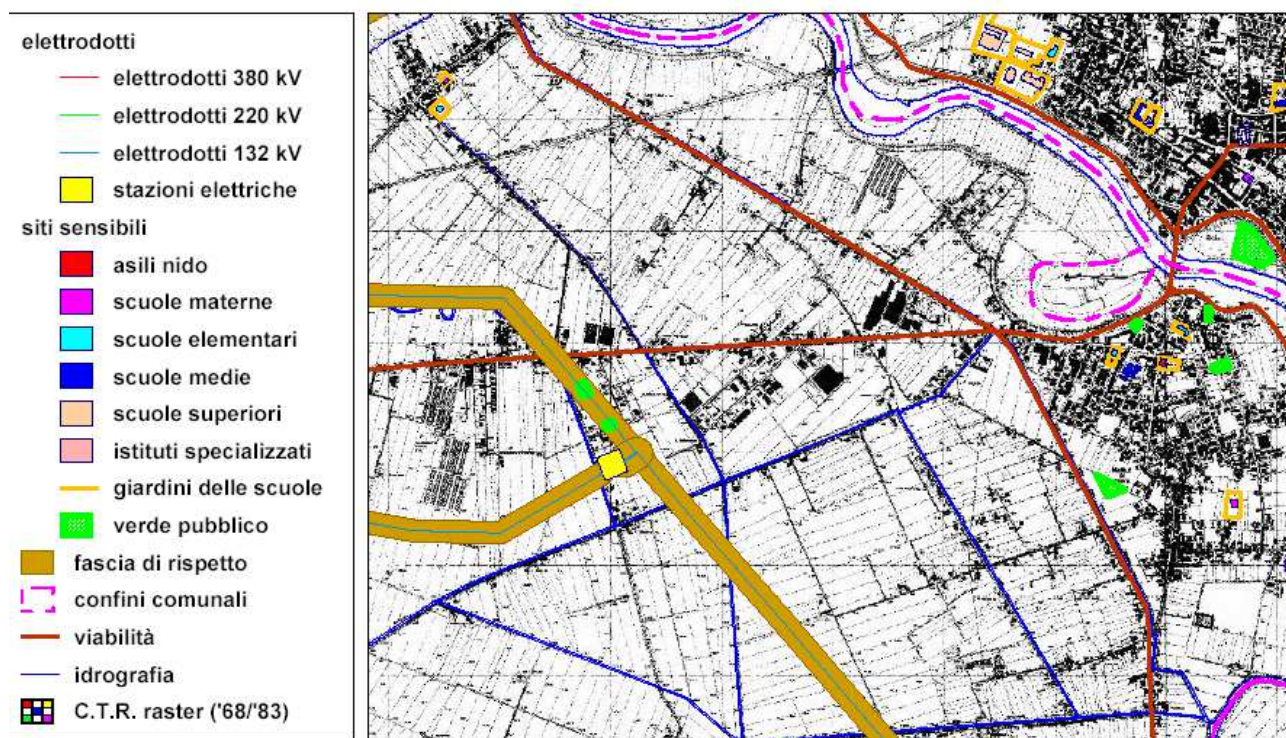 elettrodotti
elettrodotti 380 kV
elettrodotti 220 kV
elettrodotti 132 kV
stazioni elettriche
siti sensibili
asili nido
scuole materne
scuole elementari
scuole medie
scuole superiori
istituti specializzati
giardini delle scuole
verde pubblico
fascia di rispetto
confini comunali
viabilità
idrografia
C.T.R. raster ('68/'83)